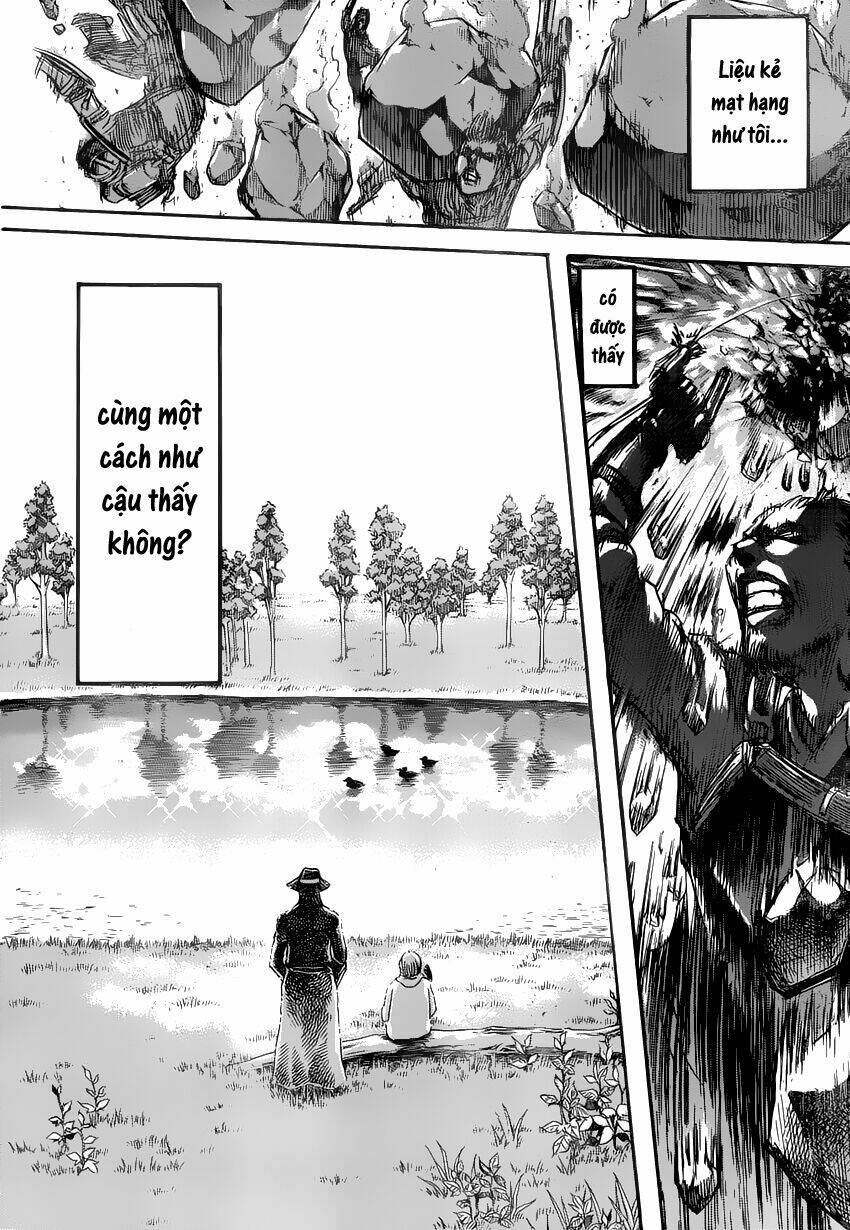 Liệu kẻ
mạt hạng
như tôi...
có
được
thấy
cùng một
cách như
cậu thấy
không?